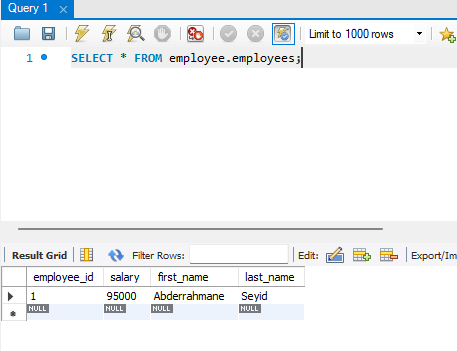 Query 1
Limit to 1000 rows
1 SELECT * FROM employee.employees;
Result Grid Filter Rows: Edit: Export/Im
employee_id salary first_name last_name
1 95000 Abderrahmane Seyid
NULL NULL NULL NULL